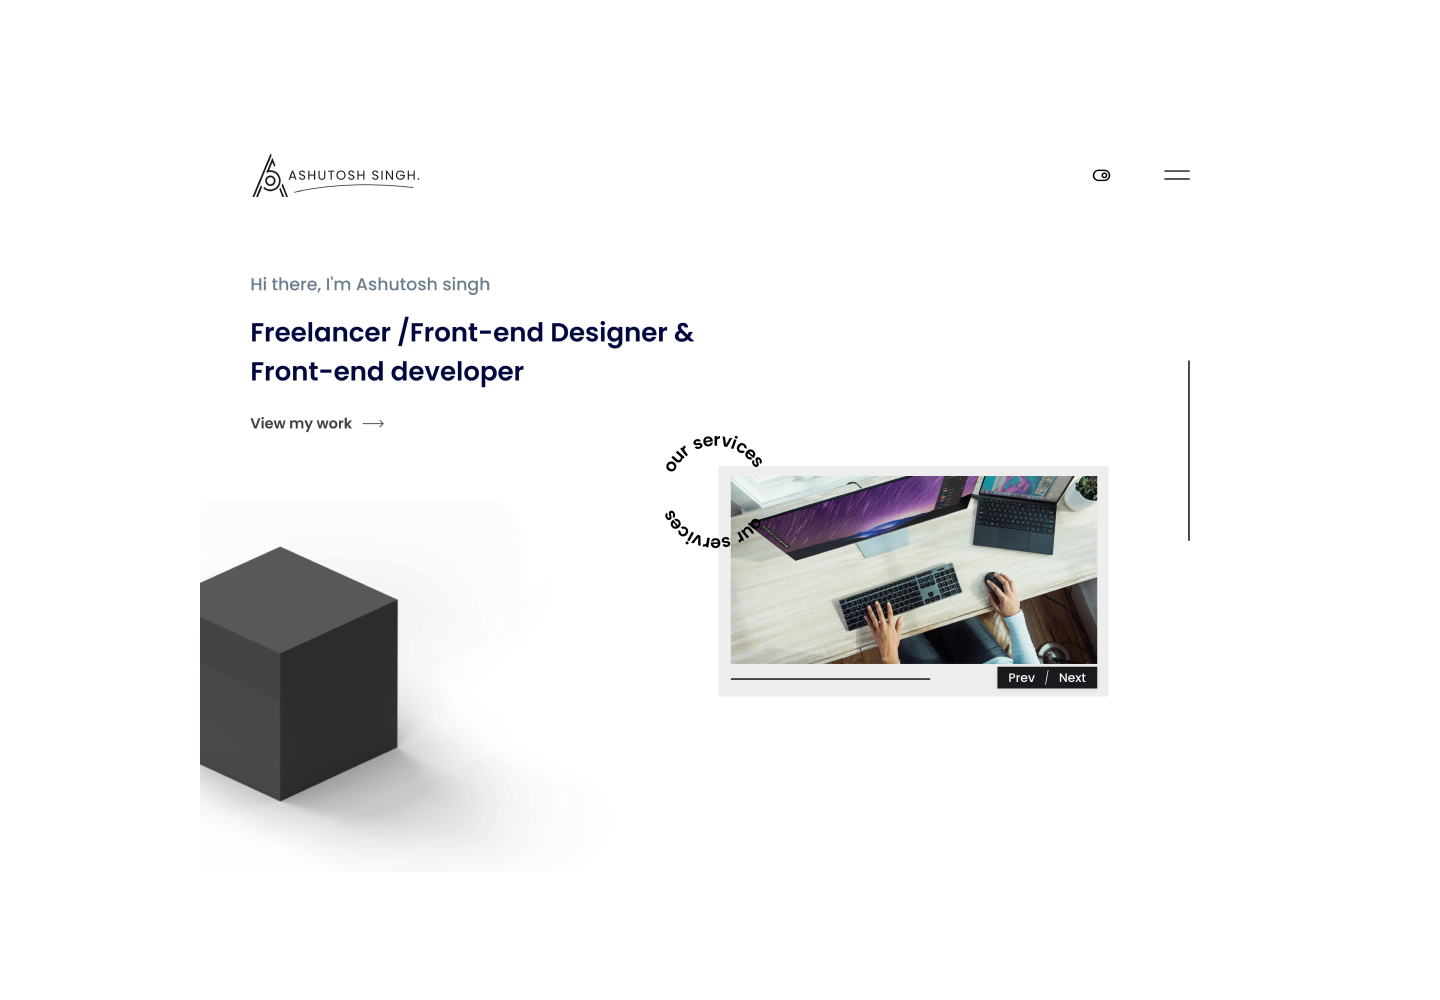 ASHUTOSH SINGH.
Hi there, I'm Ashutosh singh
Freelancer /Front-end Designer &
Front-end developer
View my work
our services
our services
Prev / Next